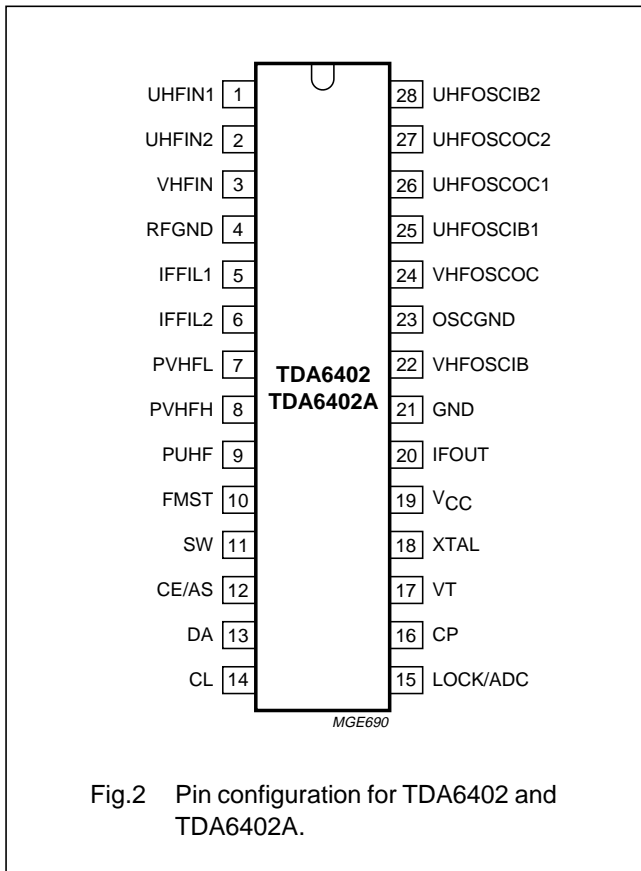 UHFIN1 1 28 UHFOSCIB2
UHFIN2 2 27 UHFOSCOC2
VHFIN 3 26 UHFOSCOC1
RFGND 4 25 UHFOSCIB1
IFFIL1 5 24 VHFOSCOC
IFFIL2 6 23 OSCGND
PVHFL 7 22 VHFOSCIB
TDA6402
TDA6402A
PVHFH 8 21 GND
PUHF 9 20 IFOUT
FMST 10 19 VCC
SW 11 18 XTAL
CE/AS 12 17 VT
DA 13 16 CP
CL 14 15 LOCK/ADC
MGE690
Fig.2 Pin configuration for TDA6402 and
TDA6402A.